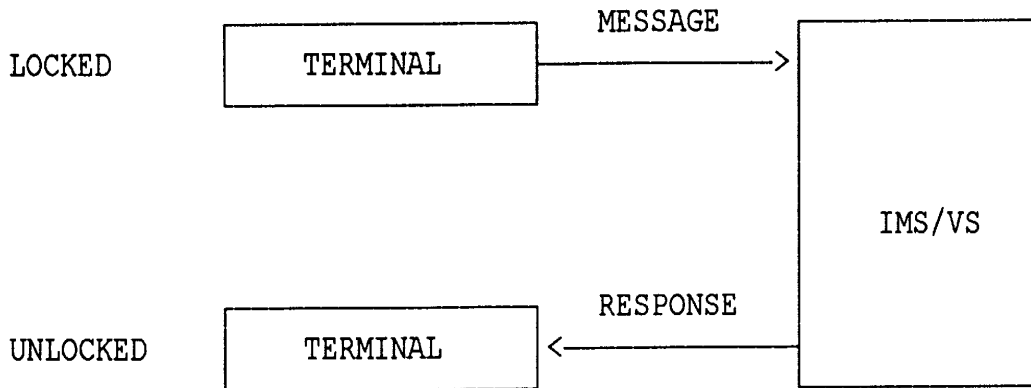 MESSAGE
LOCKED
TERMINAL
IMS/VS
RESPONSE
UNLOCKED
TERMINAL